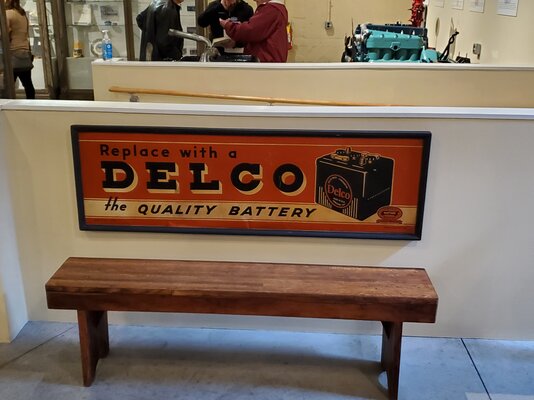 Replace with a
DELCO
the QUALITY BATTERY
Delco